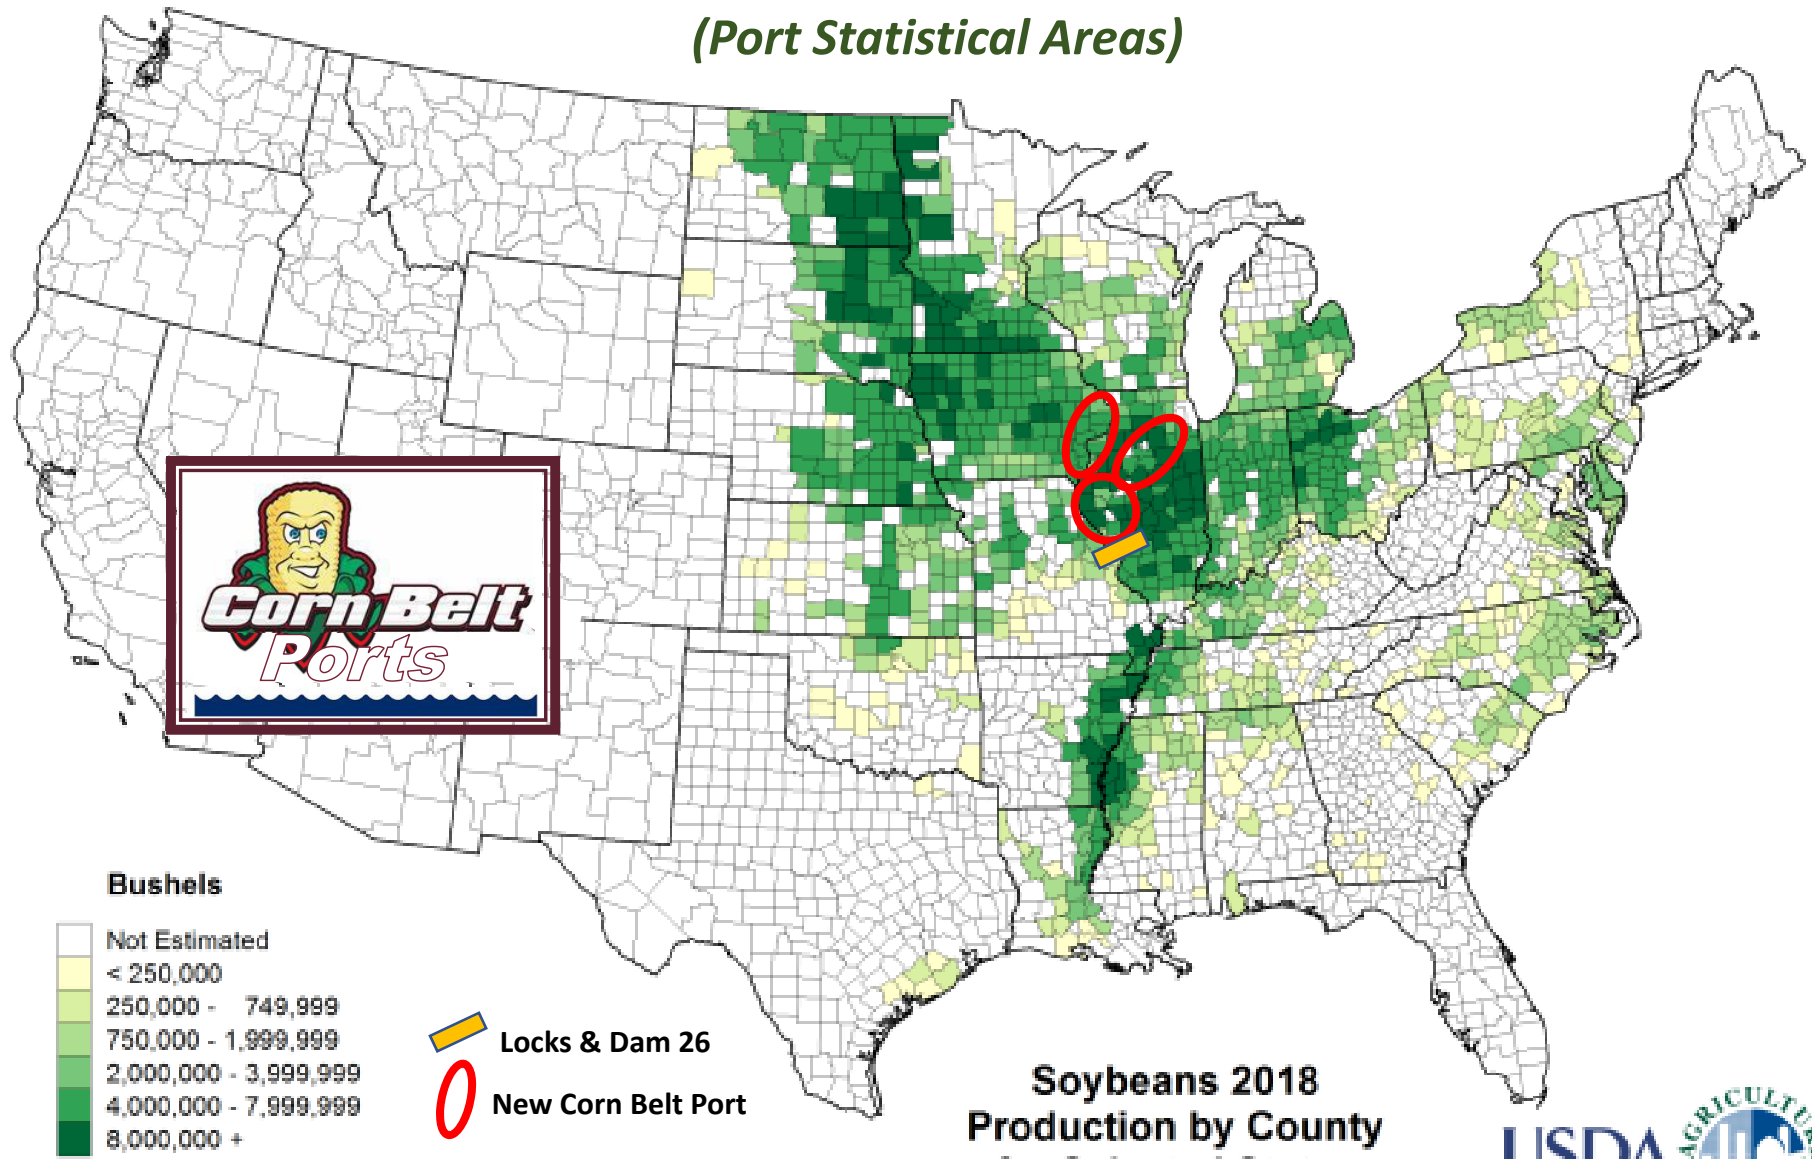 (Port Statistical Areas)
Corn Belt
Ports
Bushels
Not Estimated
< 250,000
250,000 - 749,999
750,000 - 1,999,999
2,000,000 - 3,999,999
4,000,000 - 7,999,999
8,000,000 +
Locks & Dam 26
New Corn Belt Port
Soybeans 2018
Production by County
USDA
AGRICULTUR